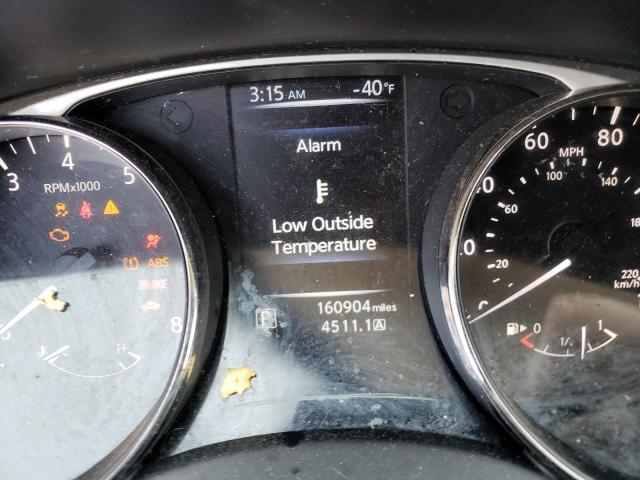 3:15 AM -40°F
Alarm
Low Outside
Temperature
160904 miles
4511.1 A
P
3 4 5
RPMx1000
ABS
BRAKE
8
H
60 80
MPH
100 140
60
20
220
km/h
0 1